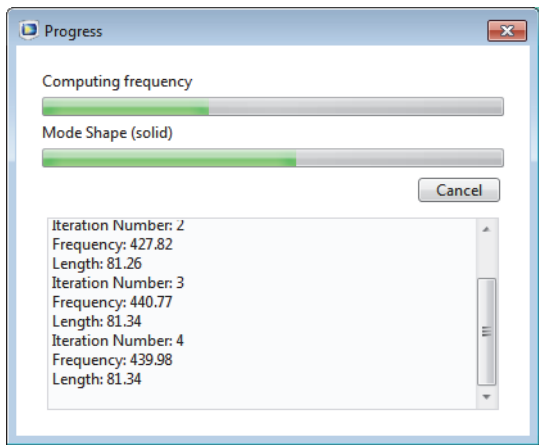 Progress
Computing frequency
Mode Shape (solid)
Cancel
Iteration Number: 2
Frequency: 427.82
Length: 81.26
Iteration Number: 3
Frequency: 440.77
Length: 81.34
Iteration Number: 4
Frequency: 439.98
Length: 81.34